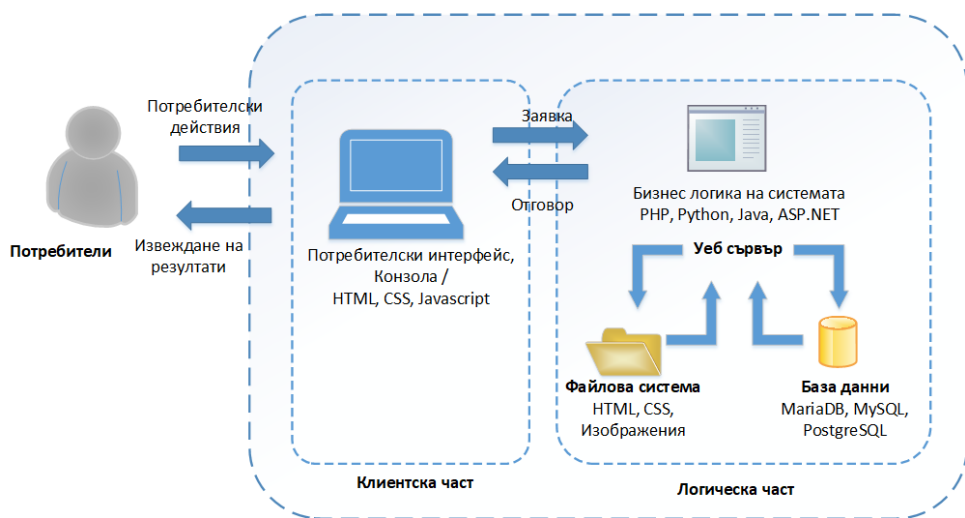 Потребителски
действия
Потребители
Извеждане на
резултати
Потребителски интерфейс,
Конзола /
HTML, CSS, Javascript
Клиентска част
Заявка
Отговор
Бизнес логика на системата
PHP, Python, Java, ASP.NET
Уеб сървър
Файлова система
HTML, CSS,
Изображения
База данни
MariaDB, MySQL,
PostgreSQL
Логическа част